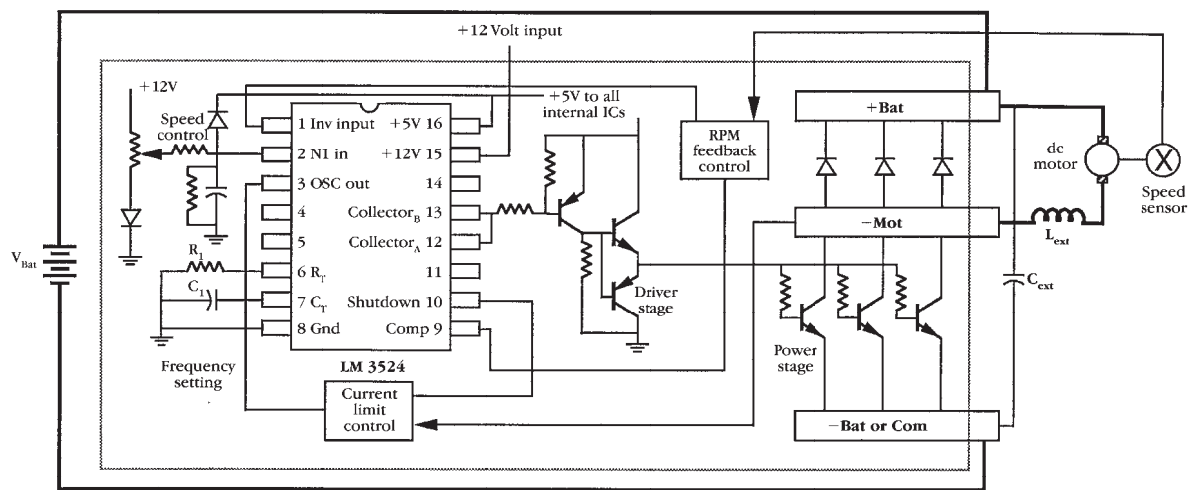 +12 Volt input
+12V
Speed
control
+5V to all
internal ICs
1 Inv input
+5V 16
2 N1 in
+12V 15
3 OSC out
14
4
Collector_B 13
5
Collector_A 12
6 R_T
11
7 C_T
Shutdown 10
8 Gnd
Comp 9
R_1
C_1
V_Bat
Frequency
setting
LM 3524
Current
limit
control
Driver
stage
RPM
feedback
control
+Bat
−Mot
Power
stage
−Bat or Com
dc
motor
Speed
sensor
L_ext
C_ext
X